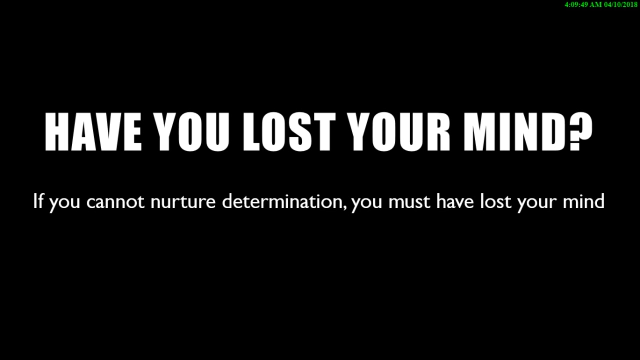 4:09:49 AM 04/10/2018
HAVE YOU LOST YOUR MIND?
If you cannot nurture determination, you must have lost your mind